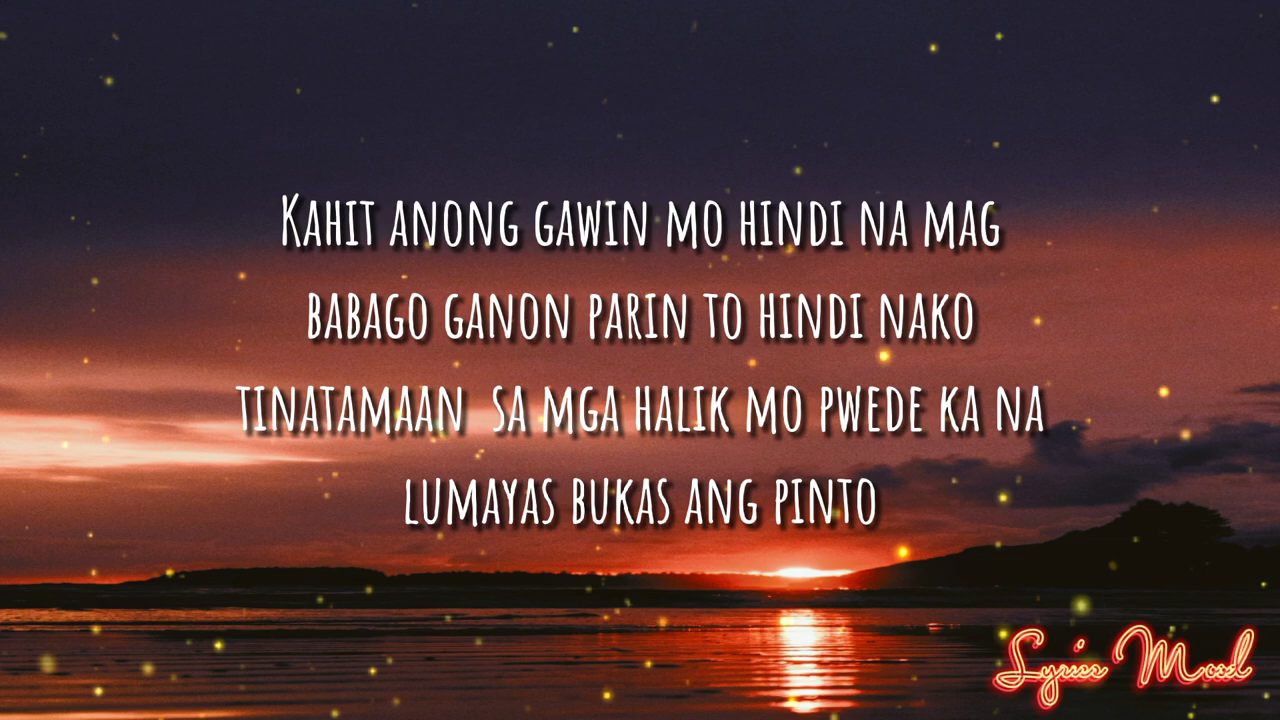 Kahit anong gawin mo hindi na mag
babago ganon parin to hindi nako
tinatamaan sa mga halik mo pwede ka na
lumayas bukas ang pinto
Lyrics Mood